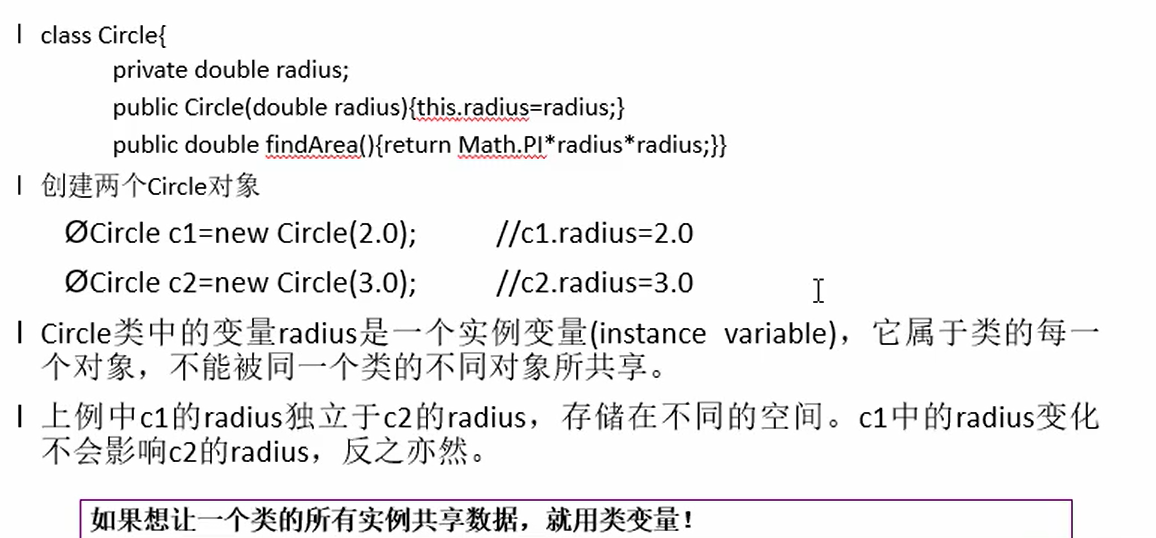 l class Circle{
private double radius;
public Circle(double radius){this.radius=radius;}
public double findArea(){return Math.PI*radius*radius;}}
l 创建两个Circle对象
ØCircle c1=new Circle(2.0); //c1.radius=2.0
ØCircle c2=new Circle(3.0); //c2.radius=3.0
l Circle类中的变量radius是一个实例变量(instance variable)，它属于类的每一
个对象，不能被同一个类的不同对象所共享。
l 上例中c1的radius独立于c2的radius，存储在不同的空间。c1中的radius变化
不会影响c2的radius，反之亦然。
如果想让一个类的所有实例共享数据，就用类变量！